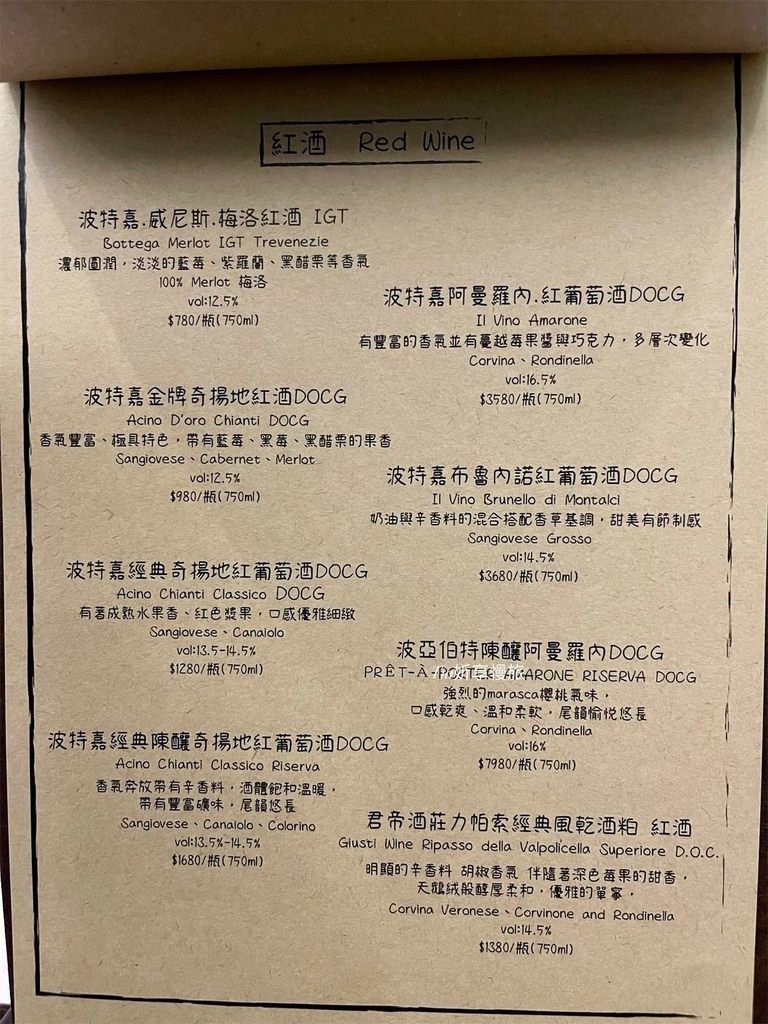 紅酒 Red Wine
波特嘉.威尼斯.梅洛紅酒 IGT
Bottega Merlot IGT Trevenezie
濃郁圓潤，淡淡的藍莓、紫羅蘭、黑醋栗等香氣
100% Merlot 梅洛
vol:12.5%
$780/瓶(750ml)
波特嘉金牌奇揚地紅酒DOCG
Acino D'oro Chianti DOCG
香氣豐富、極具特色，帶有藍莓、黑莓、黑醋栗的果香
Sangiovese、Cabernet、Merlot
vol:12.5%
$980/瓶(750ml)
波特嘉經典奇揚地紅葡萄酒DOCG
Acino Chianti Classico DOCG
有著成熟水果香、紅色漿果，口感優雅細緻
Sangiovese、Canaiolo
vol:13.5-14.5%
$1280/瓶(750ml)
波特嘉經典陳釀奇揚地紅葡萄酒DOCG
Acino Chianti Classico Riserva
香氣奔放帶有辛香料，酒體飽和溫暖，
帶有豐富礦味，尾韻悠長
Sangiovese、Canaiolo、Colorino
vol:13.5%-14.5%
$1680/瓶(750ml)
波特嘉阿曼羅內.紅葡萄酒DOCG
Il Vino Amarone
有豐富的香氣並有蔓越莓果醬與巧克力，多層次變化
Corvina、Rondinella
vol:16.5%
$3580/瓶(750ml)
波特嘉布魯內諾紅葡萄酒DOCG
Il Vino Brunello di Montalci
奶油與辛香料的混合搭配香草基調，甜美有節制感
Sangiovese Grosso
vol:14.5%
$3680/瓶(750ml)
波亞伯特陳釀阿曼羅內DOCG
PRÊT-À-PORTER AMARONE RISERVA DOCG
強烈的marasca櫻桃氣味，
口感乾爽、溫和柔軟，尾韻愉悅悠長
Corvina、Rondinella
vol:16%
$7980/瓶(750ml)
君帝酒莊力帕索經典風乾酒粕 紅酒
Giusti Wine Ripasso della Valpolicella Superiore D.O.C.
明顯的辛香料 胡椒香氣 伴隨著深色莓果的甜香，
天鵝絨般醇厚柔和，優雅的單寧，
Corvina Veronese、Corvinone and Rondinella
vol:14.5%
$1380/瓶(750ml)